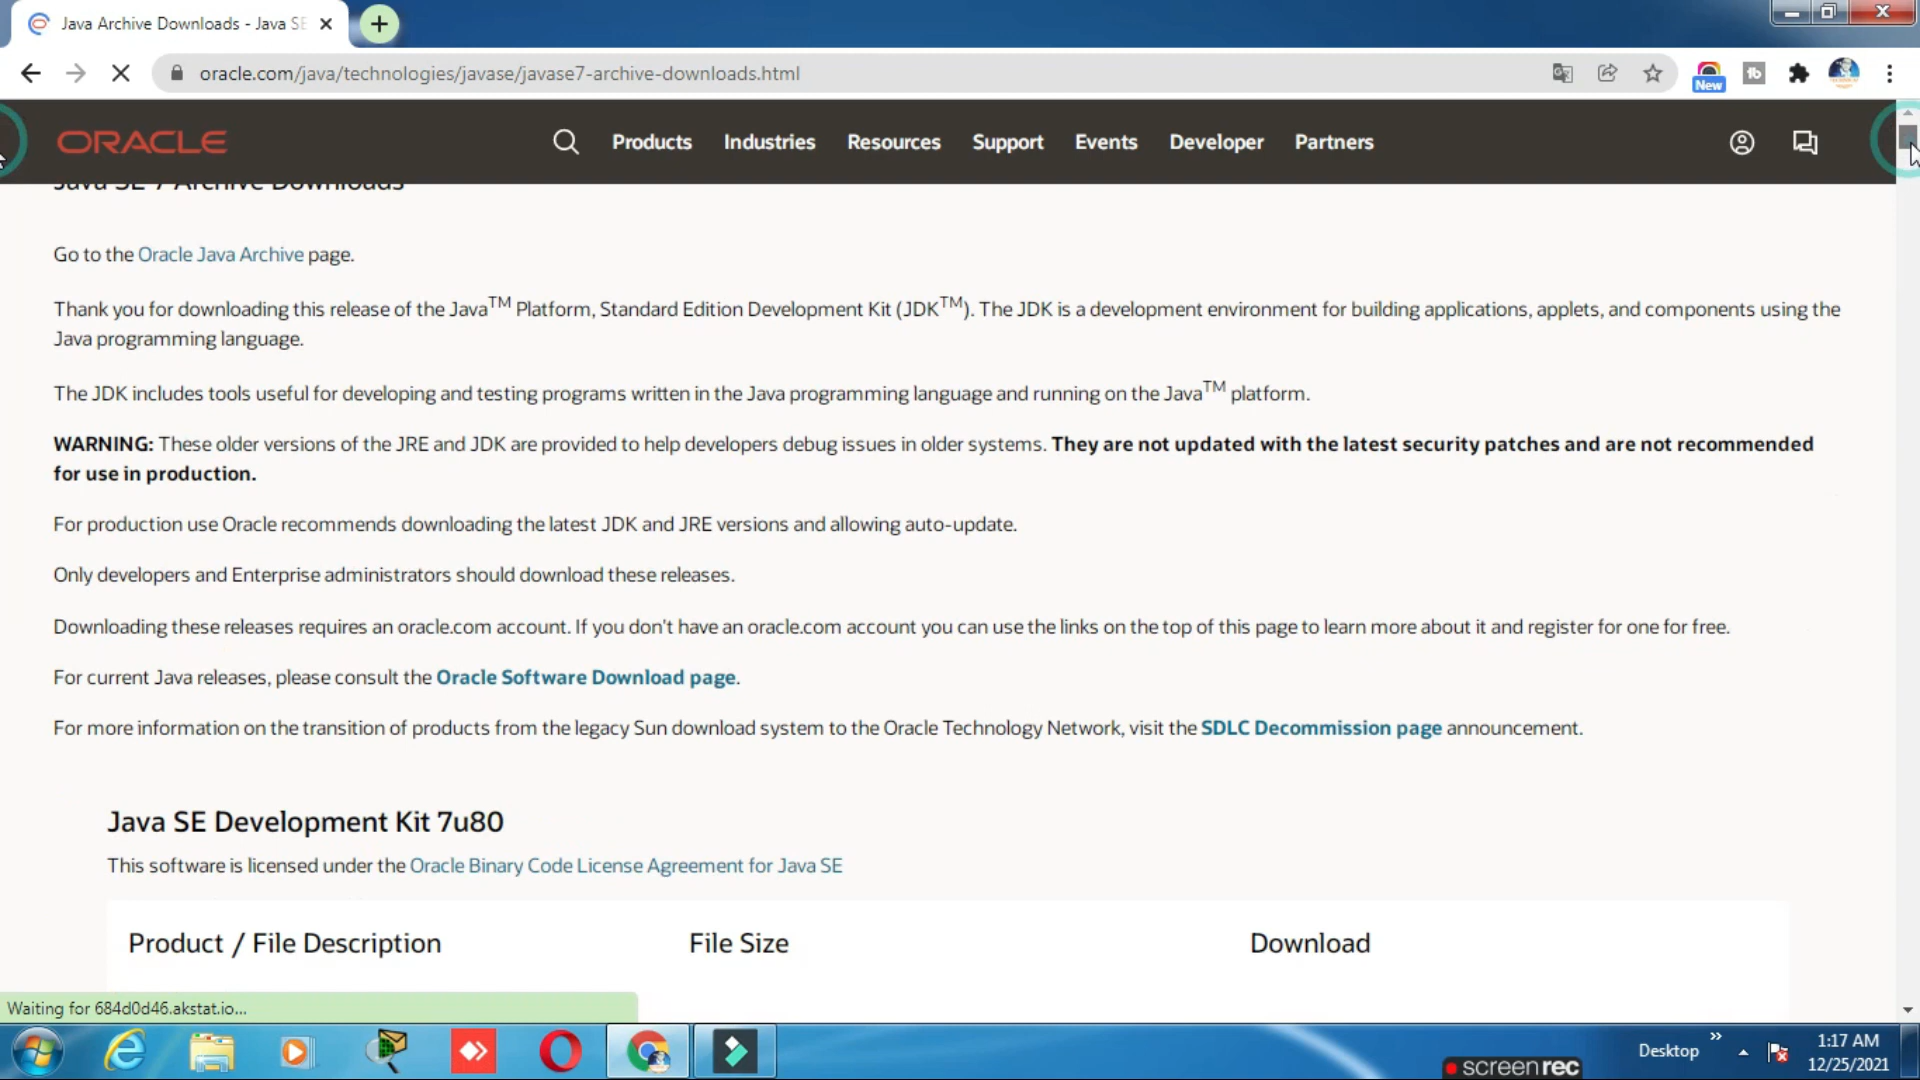 Java Archive Downloads - Java SE
oracle.com/java/technologies/javase/javase7-archive-downloads.html
New
ORACLE
Products Industries Resources Support Events Developer Partners
Java SE 7 Archive Downloads
Go to the Oracle Java Archive page.
Thank you for downloading this release of the Java™ Platform, Standard Edition Development Kit (JDK™). The JDK is a development environment for building applications, applets, and components using the
Java programming language.
The JDK includes tools useful for developing and testing programs written in the Java programming language and running on the Java™ platform.
WARNING: These older versions of the JRE and JDK are provided to help developers debug issues in older systems. They are not updated with the latest security patches and are not recommended
for use in production.
For production use Oracle recommends downloading the latest JDK and JRE versions and allowing auto-update.
Only developers and Enterprise administrators should download these releases.
Downloading these releases requires an oracle.com account. If you don't have an oracle.com account you can use the links on the top of this page to learn more about it and register for one for free.
For current Java releases, please consult the Oracle Software Download page.
For more information on the transition of products from the legacy Sun download system to the Oracle Technology Network, visit the SDLC Decommission page announcement.
Java SE Development Kit 7u80
This software is licensed under the Oracle Binary Code License Agreement for Java SE
Product / File Description File Size Download
Waiting for 684d0d46.akstat.io...
Desktop
1:17 AM
12/25/2021
screenrec